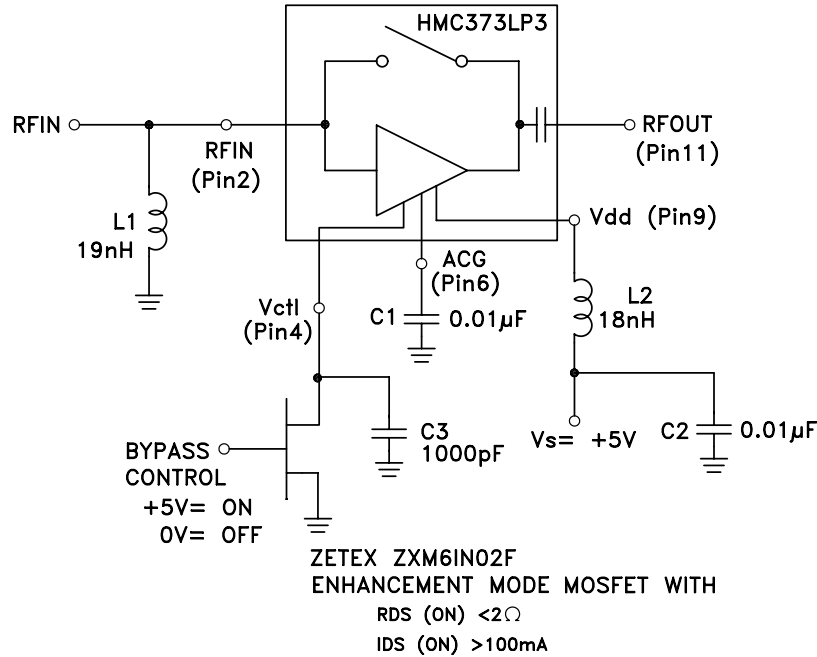 HMC373LP3
RFIN
RFIN
(Pin2)
RFOUT
(Pin11)
L1
19nH
Vdd (Pin9)
ACG
(Pin6)
Vctl
(Pin4)
C1
0.01µF
L2
18nH
BYPASS
CONTROL
+5V= ON
0V= OFF
C3
1000pF
Vs= +5V
C2
0.01µF
ZETEX ZXM6IN02F
ENHANCEMENT MODE MOSFET WITH
RDS (ON) <2Ω
IDS (ON) >100mA